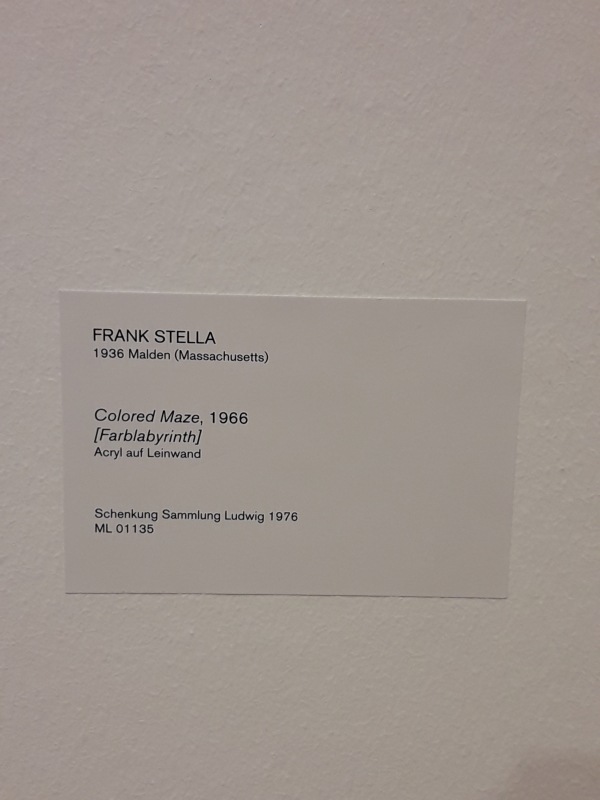 FRANK STELLA
1936 Malden (Massachusetts)
Colored Maze, 1966
[Farblabyrinth]
Acryl auf Leinwand
Schenkung Sammlung Ludwig 1976
ML 01135